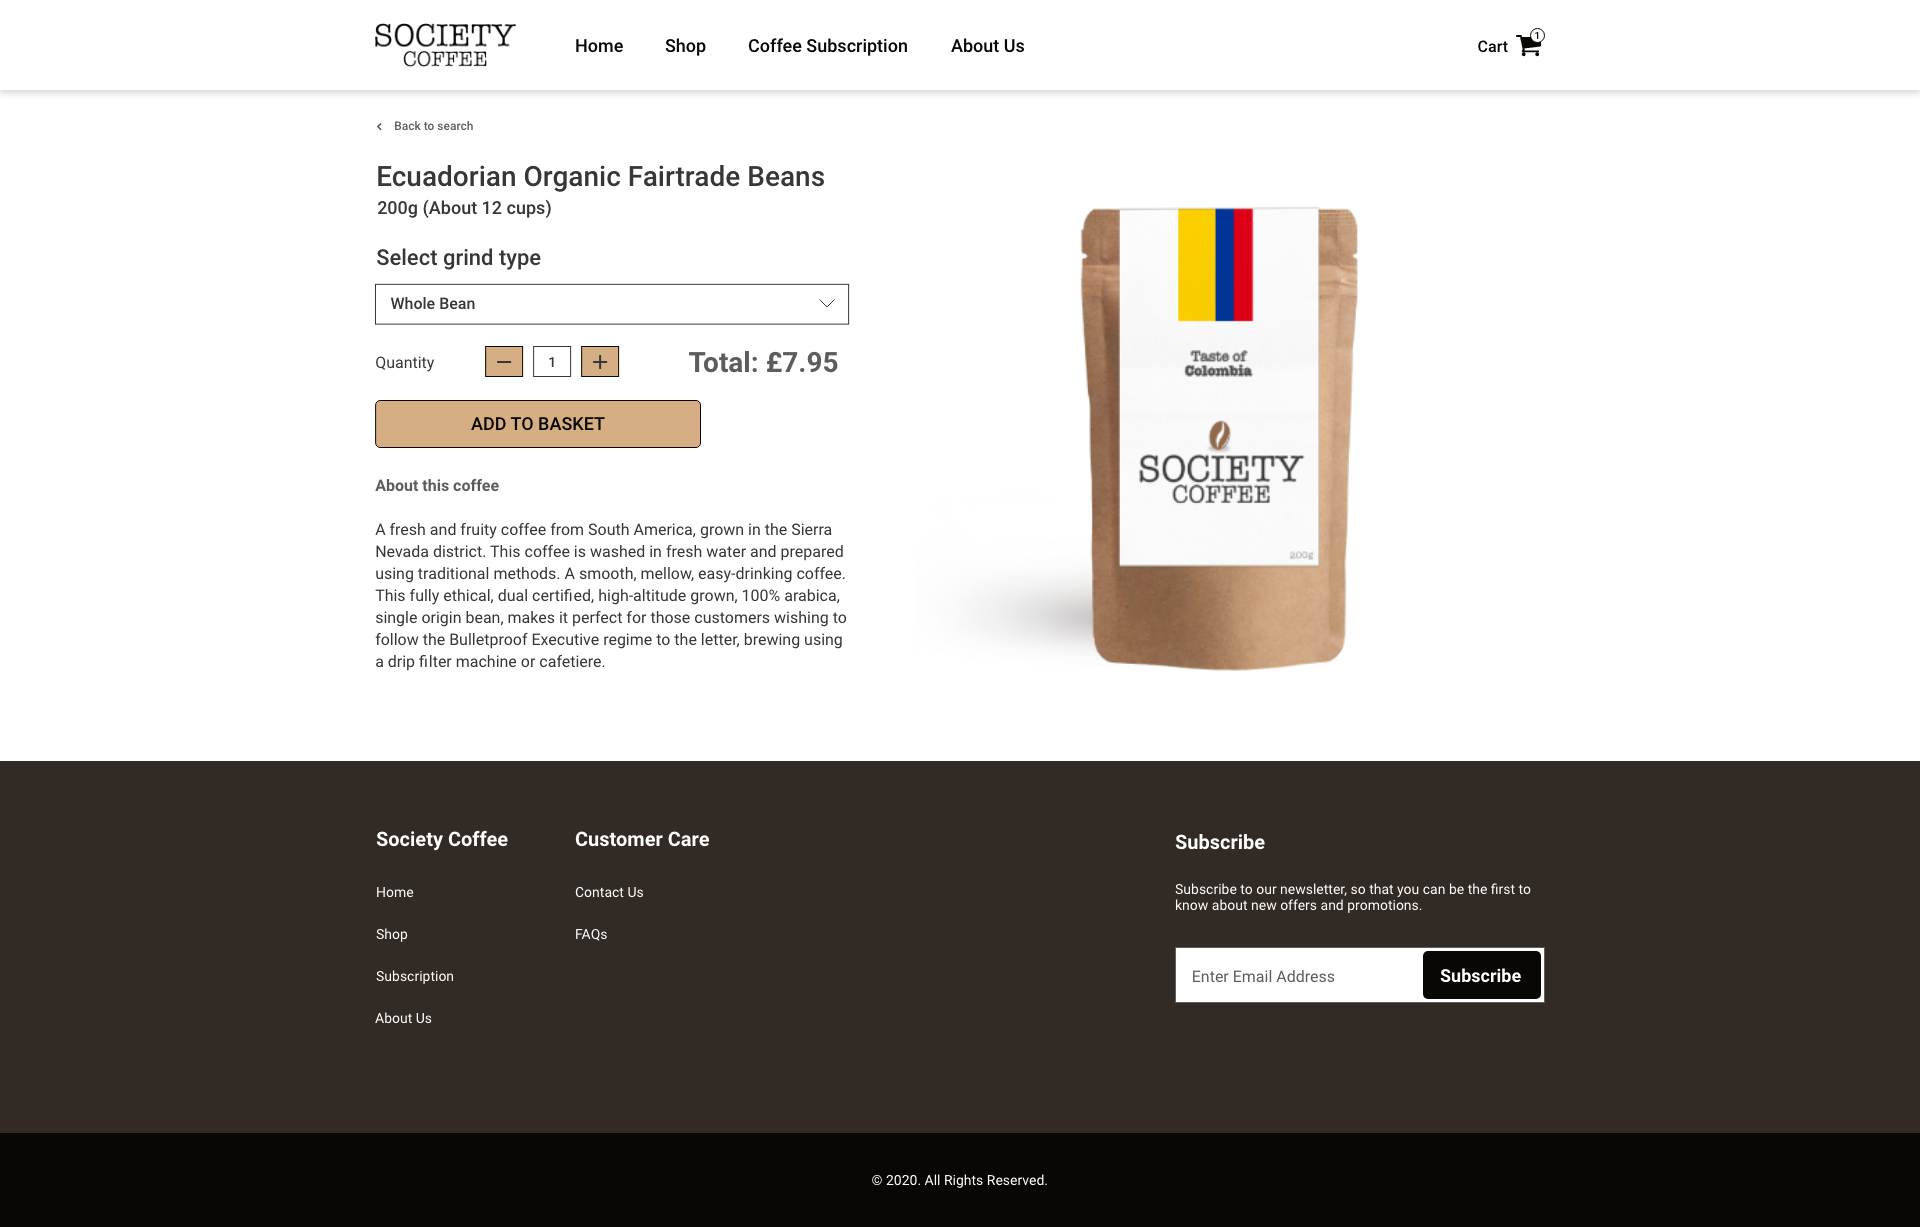 SOCIETY
COFFEE
Home
Shop
Coffee Subscription
About Us
Cart
1
Back to search
Ecuadorian Organic Fairtrade Beans
200g (About 12 cups)
Select grind type
Whole Bean
Quantity
1
Total: £7.95
ADD TO BASKET
About this coffee
A fresh and fruity coffee from South America, grown in the Sierra
Nevada district. This coffee is washed in fresh water and prepared
using traditional methods. A smooth, mellow, easy-drinking coffee.
This fully ethical, dual certified, high-altitude grown, 100% arabica,
single origin bean, makes it perfect for those customers wishing to
follow the Bulletproof Executive regime to the letter, brewing using
a drip filter machine or cafetiere.
Taste of
Colombia
SOCIETY
COFFEE
200g
Society Coffee
Home
Shop
Subscription
About Us
Customer Care
Contact Us
FAQs
Subscribe
Subscribe to our newsletter, so that you can be the first to
know about new offers and promotions.
Enter Email Address
Subscribe
© 2020. All Rights Reserved.